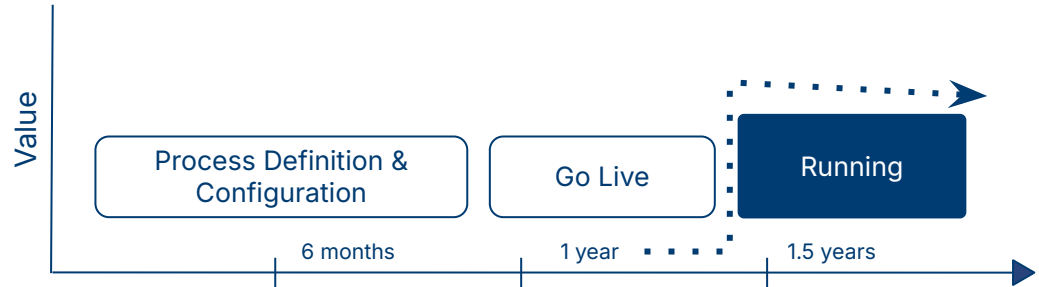 Value
Process Definition &
Configuration
Go Live
Running
6 months
1 year
1.5 years